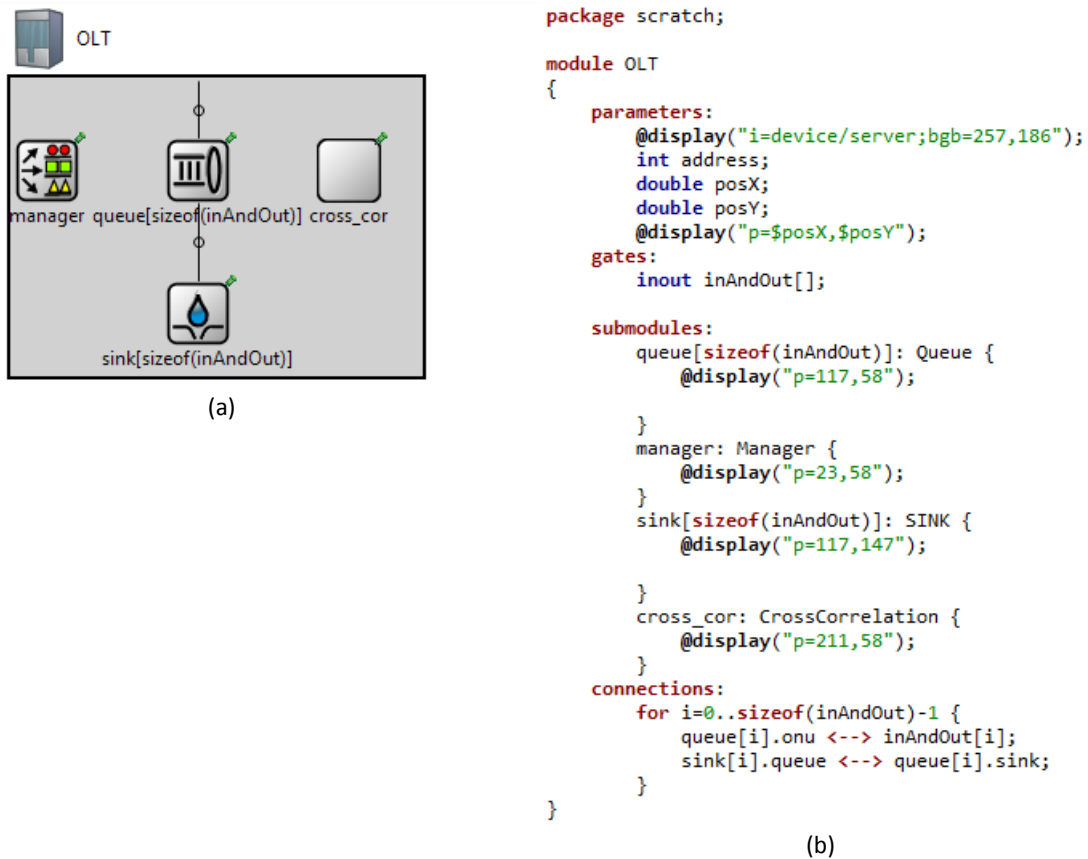 OLT
manager queue[sizeof(inAndOut)] cross_cor
sink[sizeof(inAndOut)]
(a)
package scratch;
module OLT
{
parameters:
@display("i=device/server;bgb=257,186");
int address;
double posX;
double posY;
@display("p=$posX,$posY");
gates:
inout inAndOut[];
submodules:
queue[sizeof(inAndOut)]: Queue {
@display("p=117,58");
}
manager: Manager {
@display("p=23,58");
}
sink[sizeof(inAndOut)]: SINK {
@display("p=117,147");
}
cross_cor: CrossCorrelation {
@display("p=211,58");
}
connections:
for i=0..sizeof(inAndOut)-1 {
queue[i].onu <--> inAndOut[i];
sink[i].queue <--> queue[i].sink;
}
}
(b)